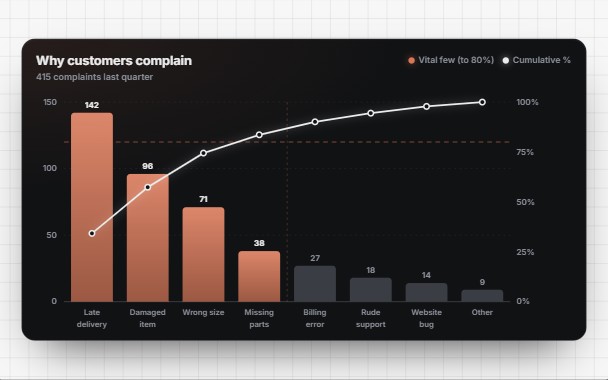 Why customers complain
415 complaints last quarter
Vital few (to 80%)
Cumulative %
150
100
50
0
142
96
71
38
27
18
14
9
100%
75%
50%
25%
0%
Late
delivery
Damaged
item
Wrong size
Missing
parts
Billing
error
Rude
support
Website
bug
Other